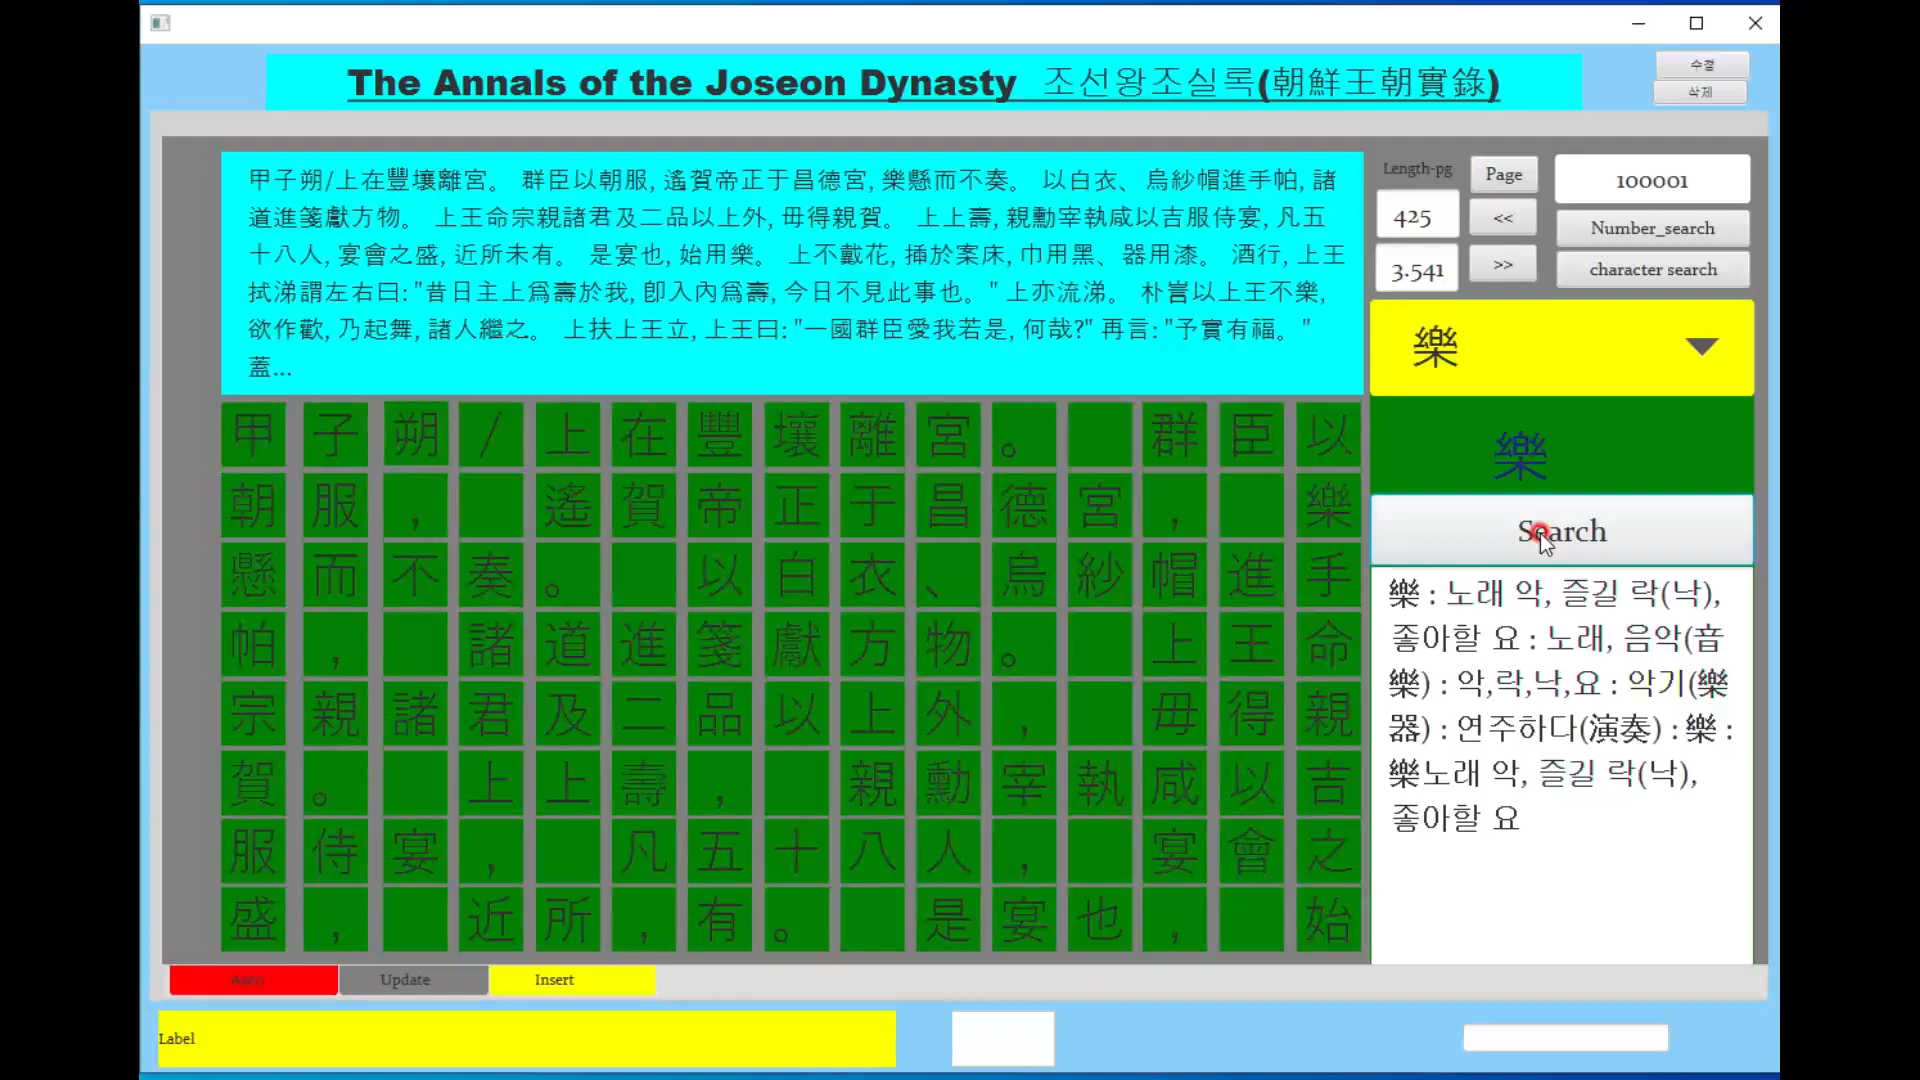 The Annals of the Joseon Dynasty 조선왕조실록(朝鮮王朝實錄)
수정
삭제
甲子朔/上在豐壤離宮。 群臣以朝服, 遙賀帝正于昌德宮, 樂懸而不奏。 以白衣、烏紗帽進手帕, 諸
道進箋獻方物。 上王命宗親諸君及二品以上外, 毋得親賀。 上上壽, 親勳宰執咸以吉服侍宴, 凡五
十八人, 宴會之盛, 近所未有。 是宴也, 始用樂。 上不戴花, 揷於案床, 巾用黑、器用漆。 酒行, 上王
拭涕謂左右曰: "昔日主上爲壽於我, 卽入內爲壽, 今日不見此事也。" 上亦流涕。 朴訔以上王不樂,
欲作歡, 乃起舞, 諸人繼之。 上扶上王立, 上王曰: "一國群臣愛我若是, 何哉?" 再言: "予實有福。"
蓋...
Length-pg
Page
100001
425
<<
Number_search
3.541
>>
character search
樂
樂
Search
樂 : 노래 악, 즐길 락(낙),
좋아할 요 : 노래, 음악(音
樂) : 악,락,낙,요 : 악기(樂
器) : 연주하다(演奏) : 樂 :
樂노래 악, 즐길 락(낙),
좋아할 요
甲 子 朔 / 上 在 豐 壤 離 宮 。 群 臣 以
朝 服 , 遙 賀 帝 正 于 昌 德 宮 , 樂
懸 而 不 奏 。 以 白 衣 、 烏 紗 帽 進 手
帕 , 諸 道 進 箋 獻 方 物 。 上 王 命
宗 親 諸 君 及 二 品 以 上 外 , 毋 得 親
賀 。 上 上 壽 , 親 勳 宰 執 咸 以 吉
服 侍 宴 , 凡 五 十 八 人 , 宴 會 之
盛 , 近 所 , 有 。 是 宴 也 , 始
Auto
Update
Insert
Label